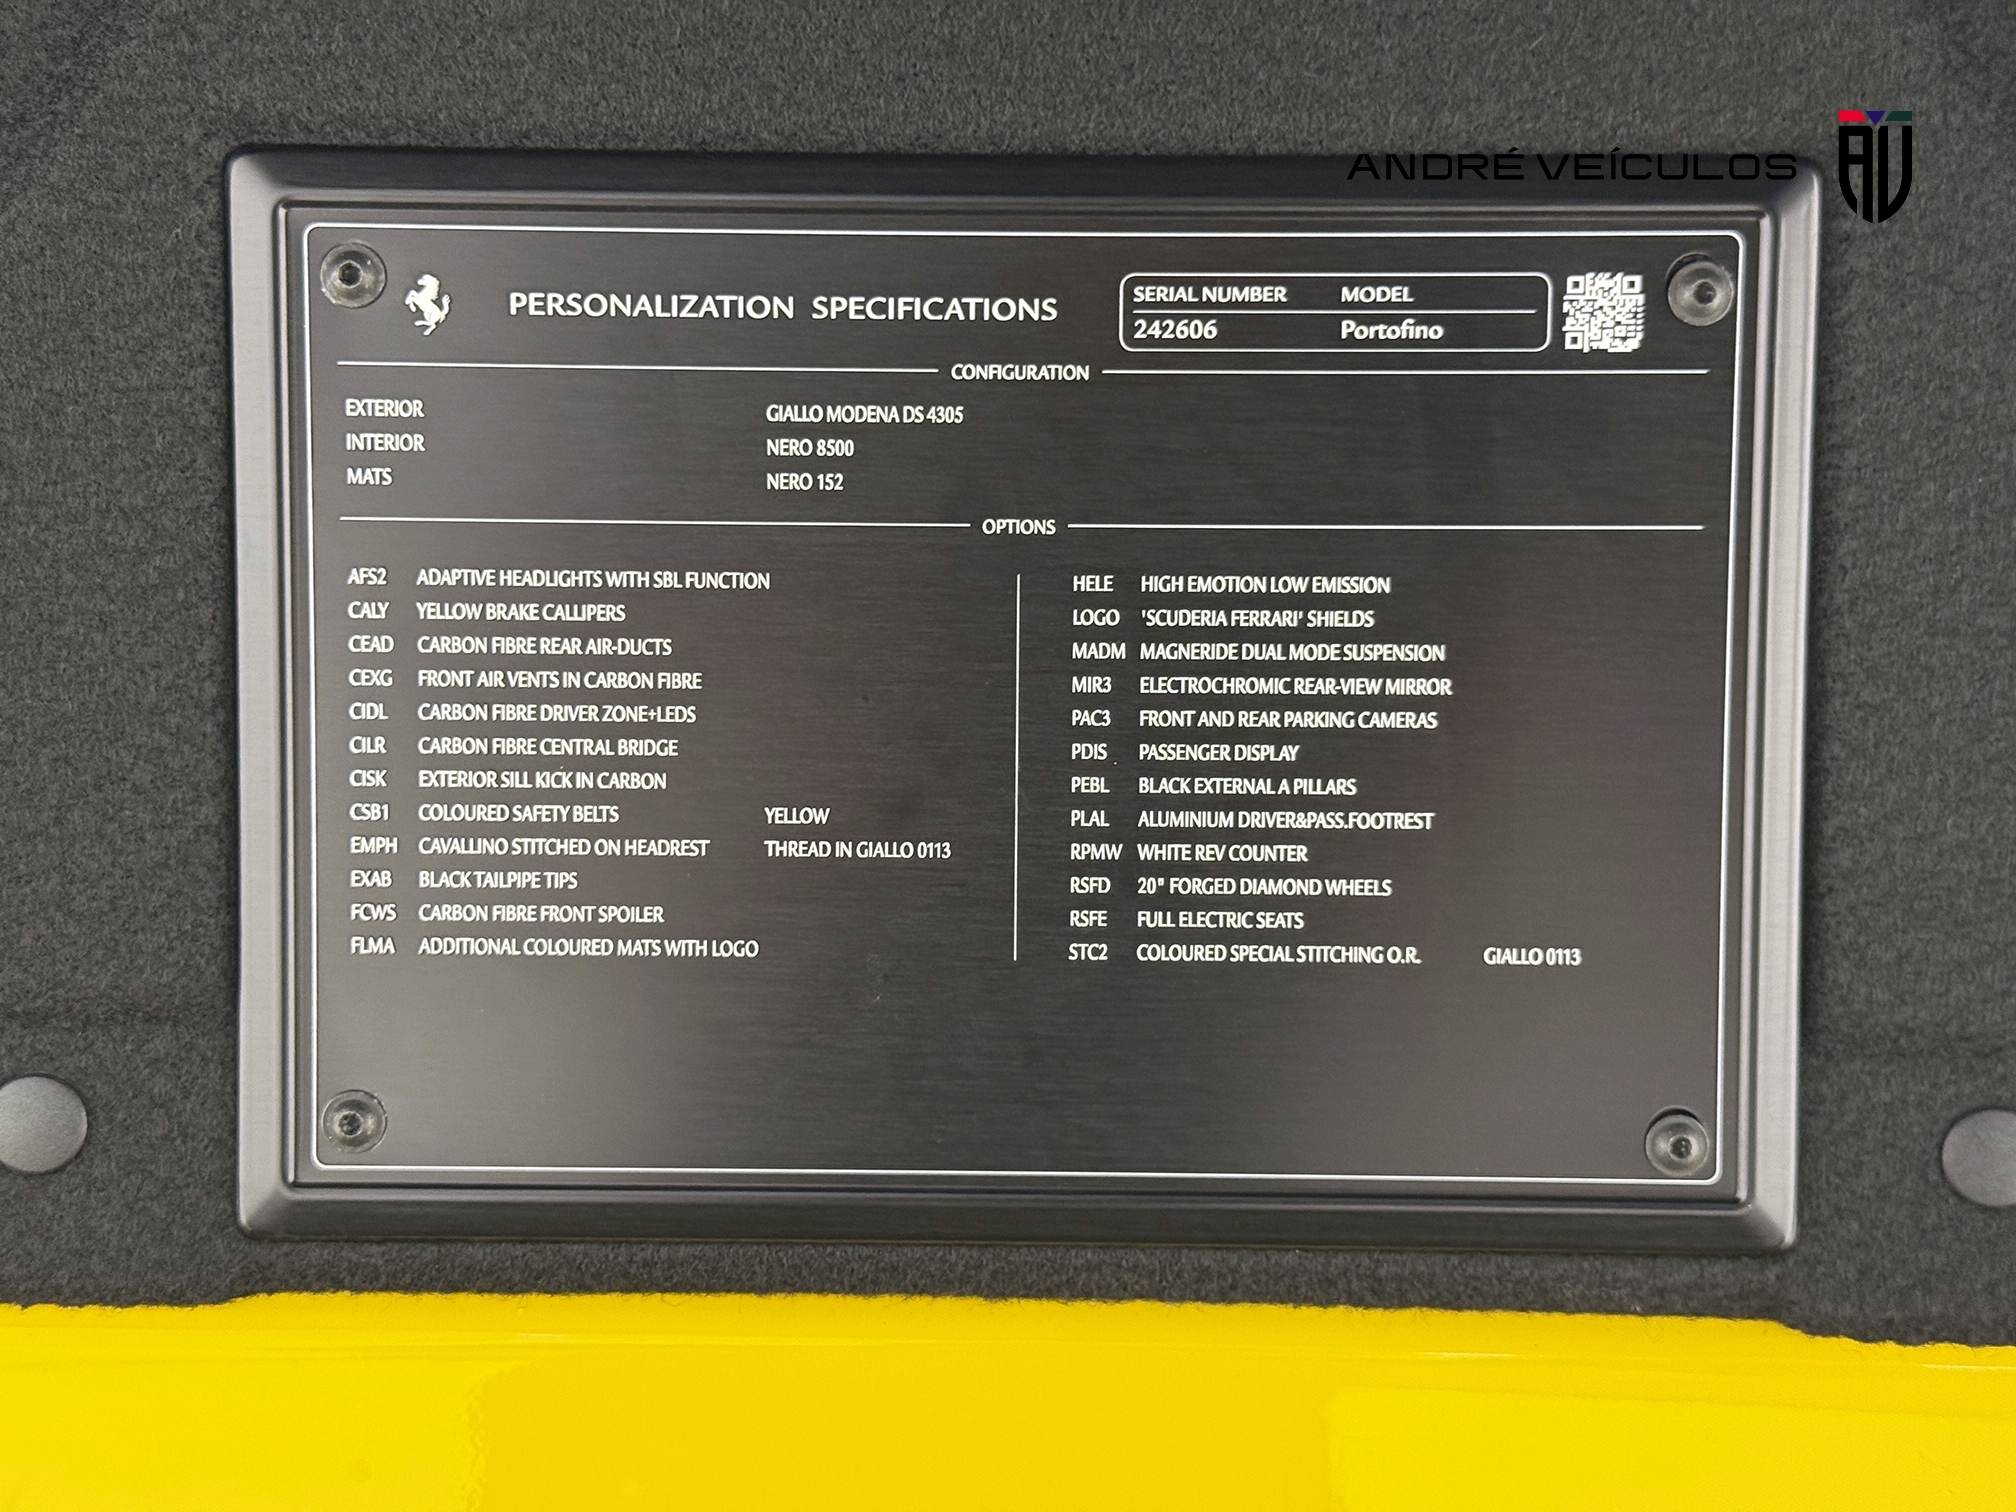 ANDRÉ VEÍCULOS AV
PERSONALIZATION SPECIFICATIONS
SERIAL NUMBER MODEL
242606 Portofino
CONFIGURATION
EXTERIOR GIALLO MODENA DS 4305
INTERIOR NERO 8500
MATS NERO 152
OPTIONS
AFS2 ADAPTIVE HEADLIGHTS WITH SBL FUNCTION
CALY YELLOW BRAKE CALLIPERS
CEAD CARBON FIBRE REAR AIR-DUCTS
CEXG FRONT AIR VENTS IN CARBON FIBRE
CIDL CARBON FIBRE DRIVER ZONE+LEDS
CILR CARBON FIBRE CENTRAL BRIDGE
CISK EXTERIOR SILL KICK IN CARBON
CSB1 COLOURED SAFETY BELTS YELLOW
EMPH CAVALLINO STITCHED ON HEADREST THREAD IN GIALLO 0113
EXAB BLACK TAILPIPE TIPS
FCWS CARBON FIBRE FRONT SPOILER
FLMA ADDITIONAL COLOURED MATS WITH LOGO
HELE HIGH EMOTION LOW EMISSION
LOGO 'SCUDERIA FERRARI' SHIELDS
MADM MAGNERIDE DUAL MODE SUSPENSION
MIR3 ELECTROCHROMIC REAR-VIEW MIRROR
PAC3 FRONT AND REAR PARKING CAMERAS
PDIS PASSENGER DISPLAY
PEBL BLACK EXTERNAL A PILLARS
PLAL ALUMINIUM DRIVER&PASS.FOOTREST
RPMW WHITE REV COUNTER
RSFD 20" FORGED DIAMOND WHEELS
RSFE FULL ELECTRIC SEATS
STC2 COLOURED SPECIAL STITCHING O.R. GIALLO 0113